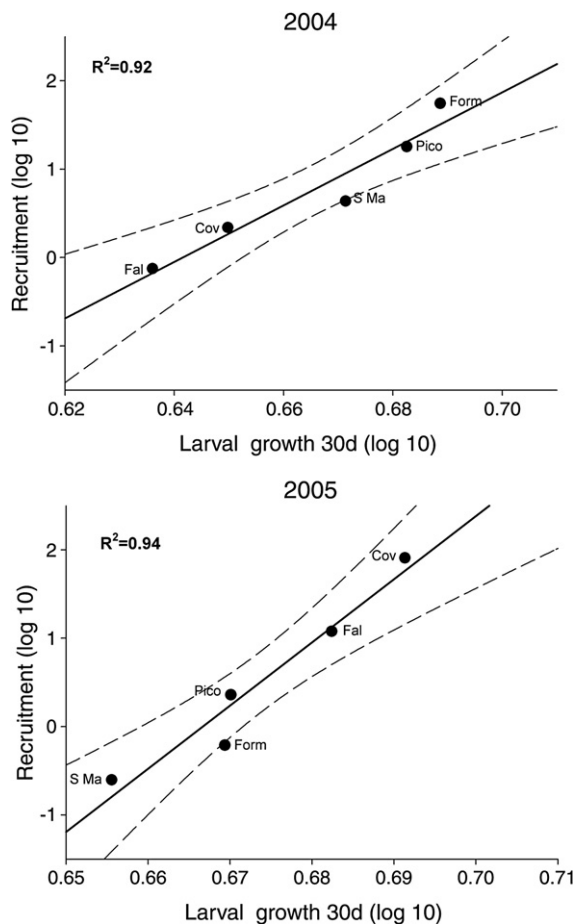 2004
R²=0.92
Recruitment (log 10)
2
1
0
-1
Form
Pico
S Ma
Cov
Fal
0.62 0.64 0.66 0.68 0.70
Larval growth 30d (log 10)
2005
R²=0.94
Recruitment (log 10)
2
1
0
-1
Cov
Fal
Pico
Form
S Ma
0.65 0.66 0.67 0.68 0.69 0.70 0.71
Larval growth 30d (log 10)